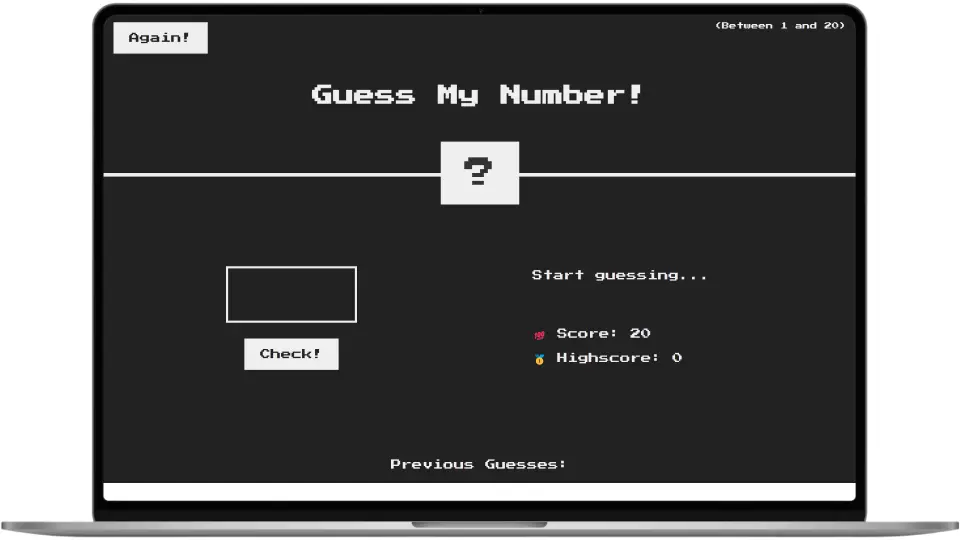 Again!
(Between 1 and 20)
Guess My Number!
?
Start guessing...
💯 Score: 20
Check!
🥇 Highscore: 0
Previous Guesses: